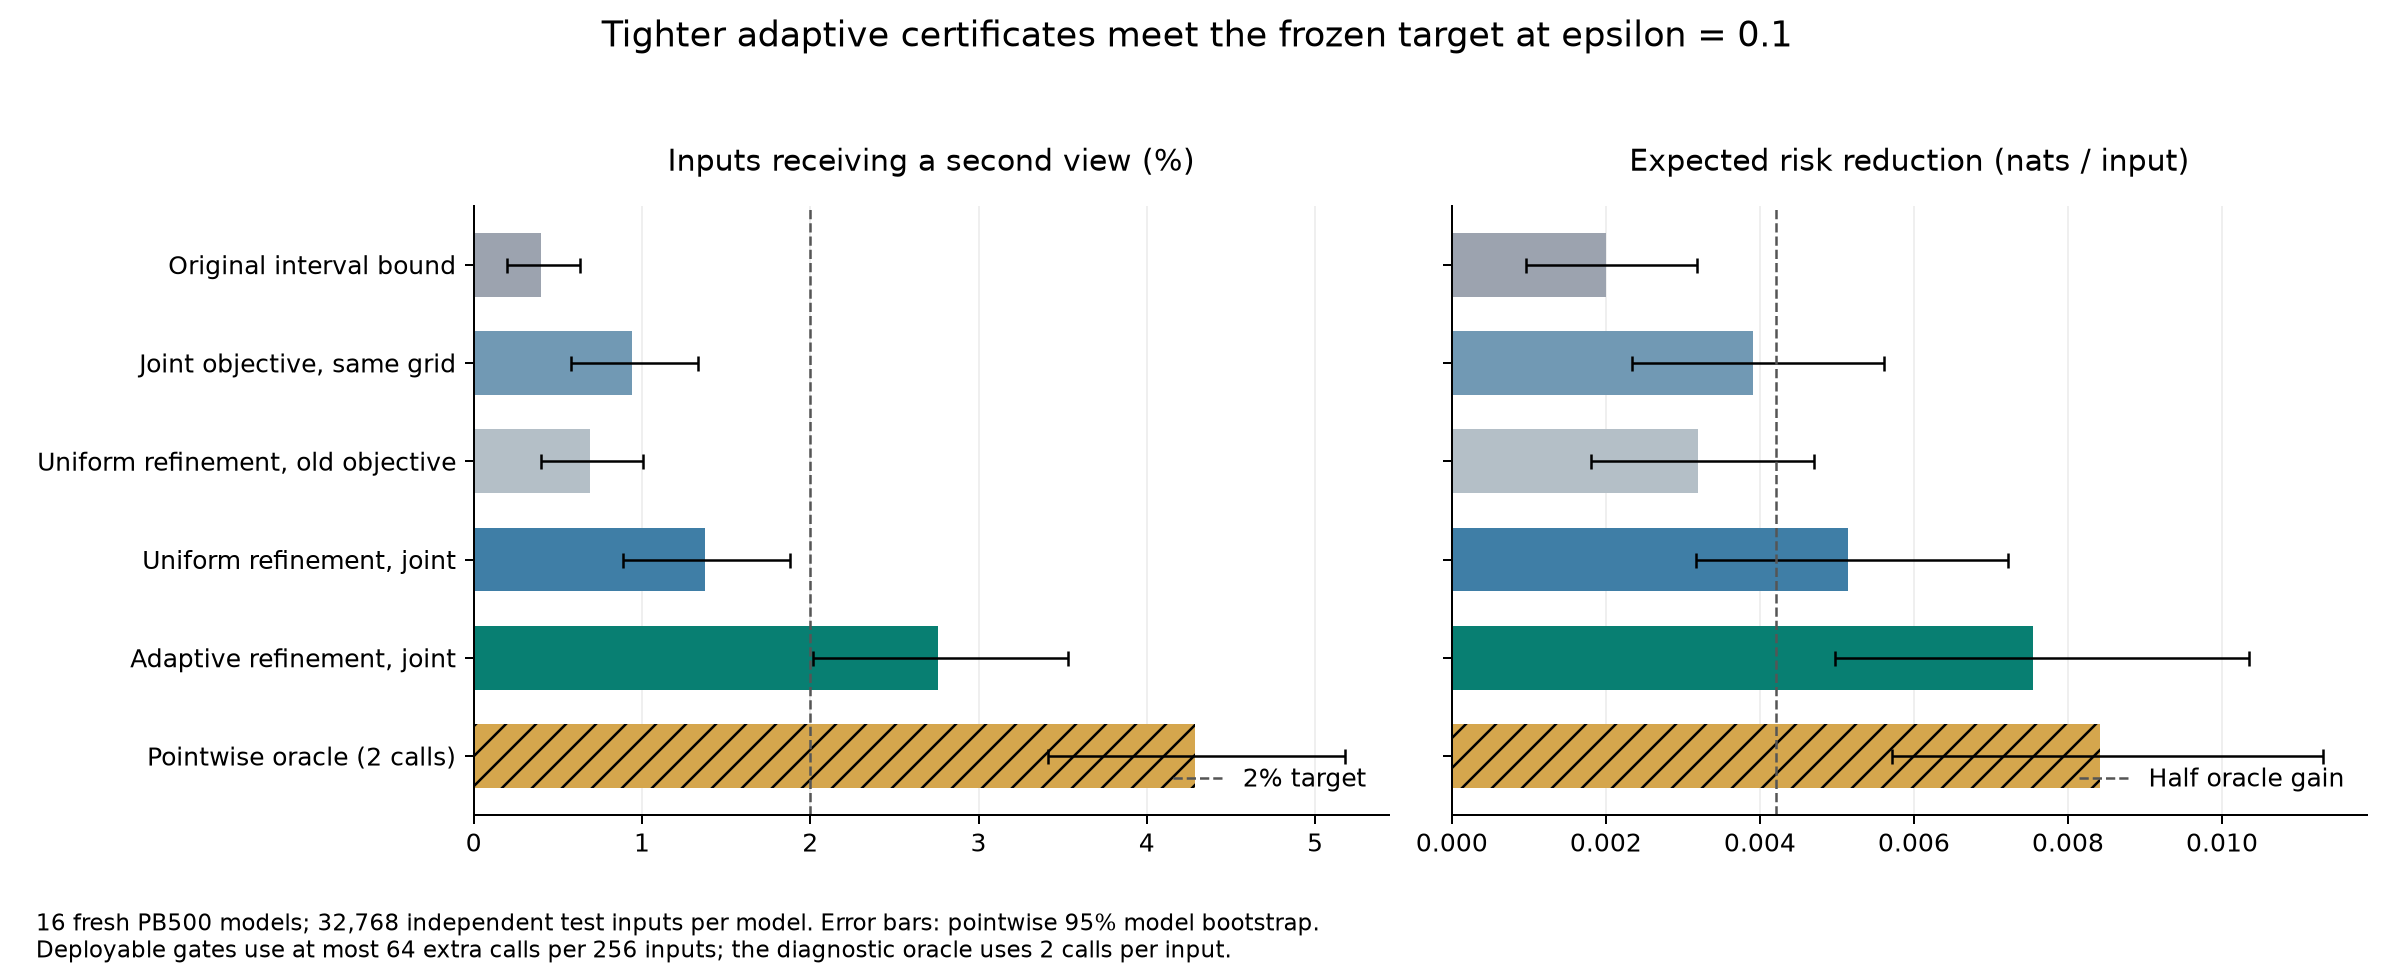 Tighter adaptive certificates meet the frozen target at epsilon = 0.1
Inputs receiving a second view (%)
Original interval bound
Joint objective, same grid
Uniform refinement, old objective
Uniform refinement, joint
Adaptive refinement, joint
Pointwise oracle (2 calls)
2% target
0 1 2 3 4 5
Expected risk reduction (nats / input)
Half oracle gain
0.000 0.002 0.004 0.006 0.008 0.010
16 fresh PB500 models; 32,768 independent test inputs per model. Error bars: pointwise 95% model bootstrap.
Deployable gates use at most 64 extra calls per 256 inputs; the diagnostic oracle uses 2 calls per input.